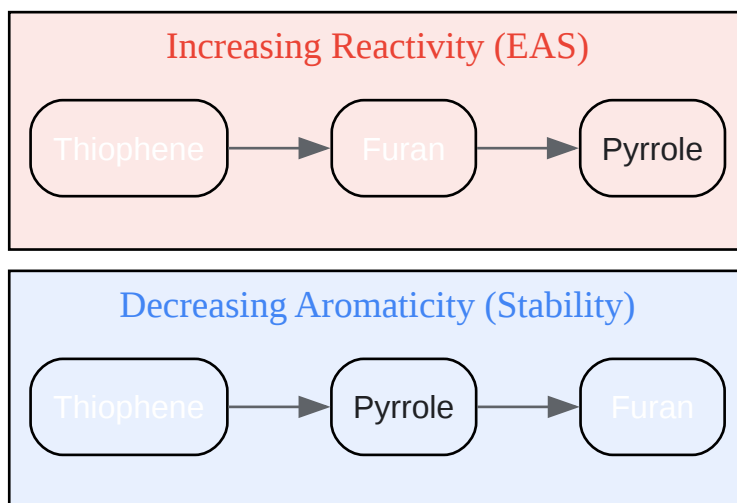 Increasing Reactivity (EAS)
Thiophene Furan Pyrrole
Decreasing Aromaticity (Stability)
Thiophene Pyrrole Furan